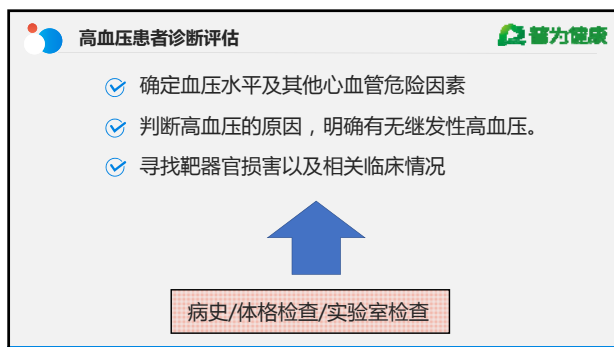 高血压患者诊断评估
普为健康
确定血压水平及其他心血管危险因素
判断高血压的原因，明确有无继发性高血压。
寻找靶器官损害以及相关临床情况
病史/体格检查/实验室检查